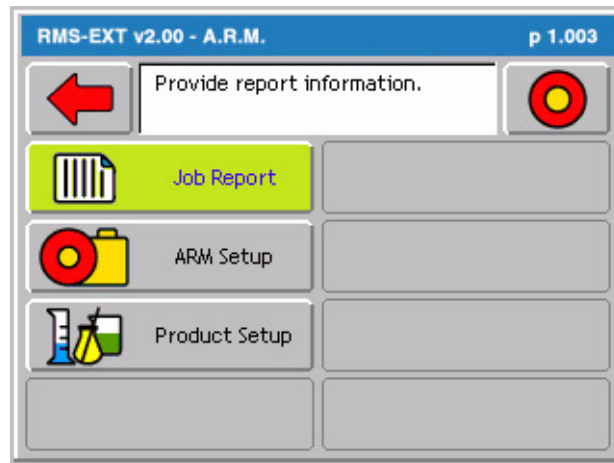 RMS-EXT v2.00 - A.R.M. p 1.003
Provide report information.
Job Report
ARM Setup
Product Setup